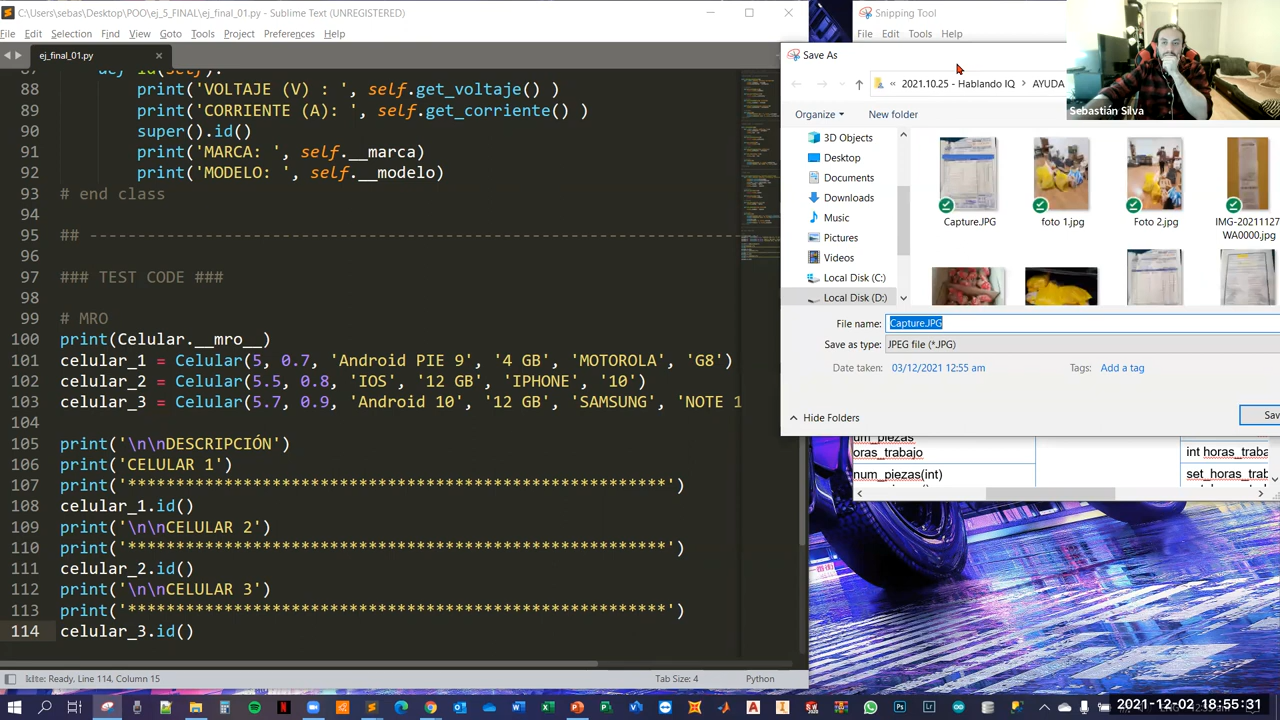 C:\Users\sebas\Desktop\POO\ej_5_FINAL\ej_final_01.py - Sublime Text (UNREGISTERED)
File Edit Selection Find View Goto Tools Project Preferences Help
ej_final_01.py
print('VOLTAJE (V): ', self.get_voltaje() )
89 print('CORRIENTE (A): ', self.get_corriente() )
90 super().id()
91 print('MARCA: ', self.__marca)
92 print('MODELO: ', self.__modelo)
93 # end class
94
97 ### TEST CODE ###
98
99 # MRO
100 print(Celular.__mro__)
101 celular_1 = Celular(5, 0.7, 'Android PIE 9', '4 GB', 'MOTOROLA', 'G8')
102 celular_2 = Celular(5.5, 0.8, 'IOS', '12 GB', 'IPHONE', '10')
103 celular_3 = Celular(5.7, 0.9, 'Android 10', '12 GB', 'SAMSUNG', 'NOTE 1
104
105 print('\n\nDESCRIPCIÓN')
106 print('CELULAR 1')
107 print('****************************************************')
108 celular_1.id()
109 print('\n\nCELULAR 2')
110 print('****************************************************')
111 celular_2.id()
112 print('\n\nCELULAR 3')
113 print('****************************************************')
114 celular_3.id()
Ready, Line 114, Column 15
Tab Size: 4
Python
Snipping Tool
File Edit Tools Help
Save As
« 2021.10.25 - Hablando IQ > AYUDA
Organize
New folder
3D Objects
Desktop
Documents
Downloads
Music
Pictures
Videos
Local Disk (C:)
Local Disk (D:)
Capture.JPG
foto 1.jpg
Foto 2.jpg
IMG-20211127
WA0000.jpg
File name: Capture.JPG
Save as type: JPEG file (*.JPG)
Date taken: 03/12/2021 12:55 am
Tags: Add a tag
Hide Folders
Sav
num_piezas
oras_trabajo
num_piezas(int)
int horas_traba
set_horas_trab
Sebastián Silva
2021-12-02 18:55:31